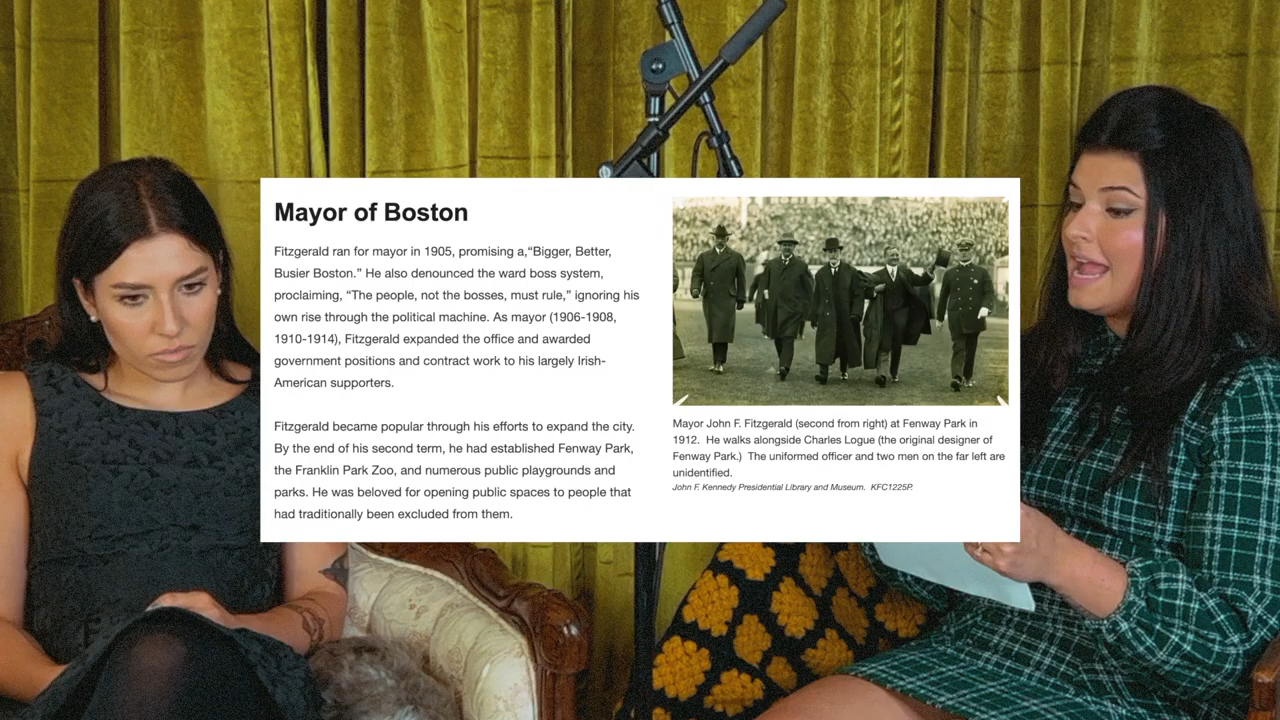 Mayor of Boston
Fitzgerald ran for mayor in 1905, promising a,“Bigger, Better,
Busier Boston.” He also denounced the ward boss system,
proclaiming, “The people, not the bosses, must rule,” ignoring his
own rise through the political machine. As mayor (1906-1908,
1910-1914), Fitzgerald expanded the office and awarded
government positions and contract work to his largely Irish-
American supporters.
Fitzgerald became popular through his efforts to expand the city.
By the end of his second term, he had established Fenway Park,
the Franklin Park Zoo, and numerous public playgrounds and
parks. He was beloved for opening public spaces to people that
had traditionally been excluded from them.
Mayor John F. Fitzgerald (second from right) at Fenway Park in
1912.  He walks alongside Charles Logue (the original designer of
Fenway Park.)  The uniformed officer and two men on the far left are
unidentified.
John F. Kennedy Presidential Library and Museum.  KFC1225P.